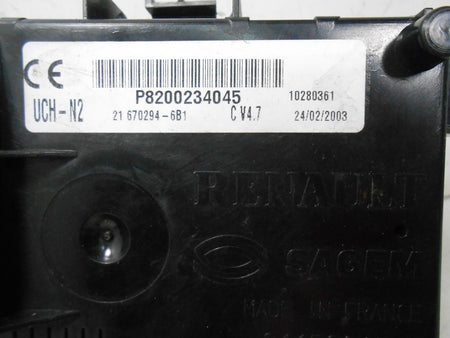 CE
P8200234045
10280361
UCH-N2
21 670294-6B1
C V4.7
24/02/2003
RENAULT
SAGEM
MADE IN FRANCE